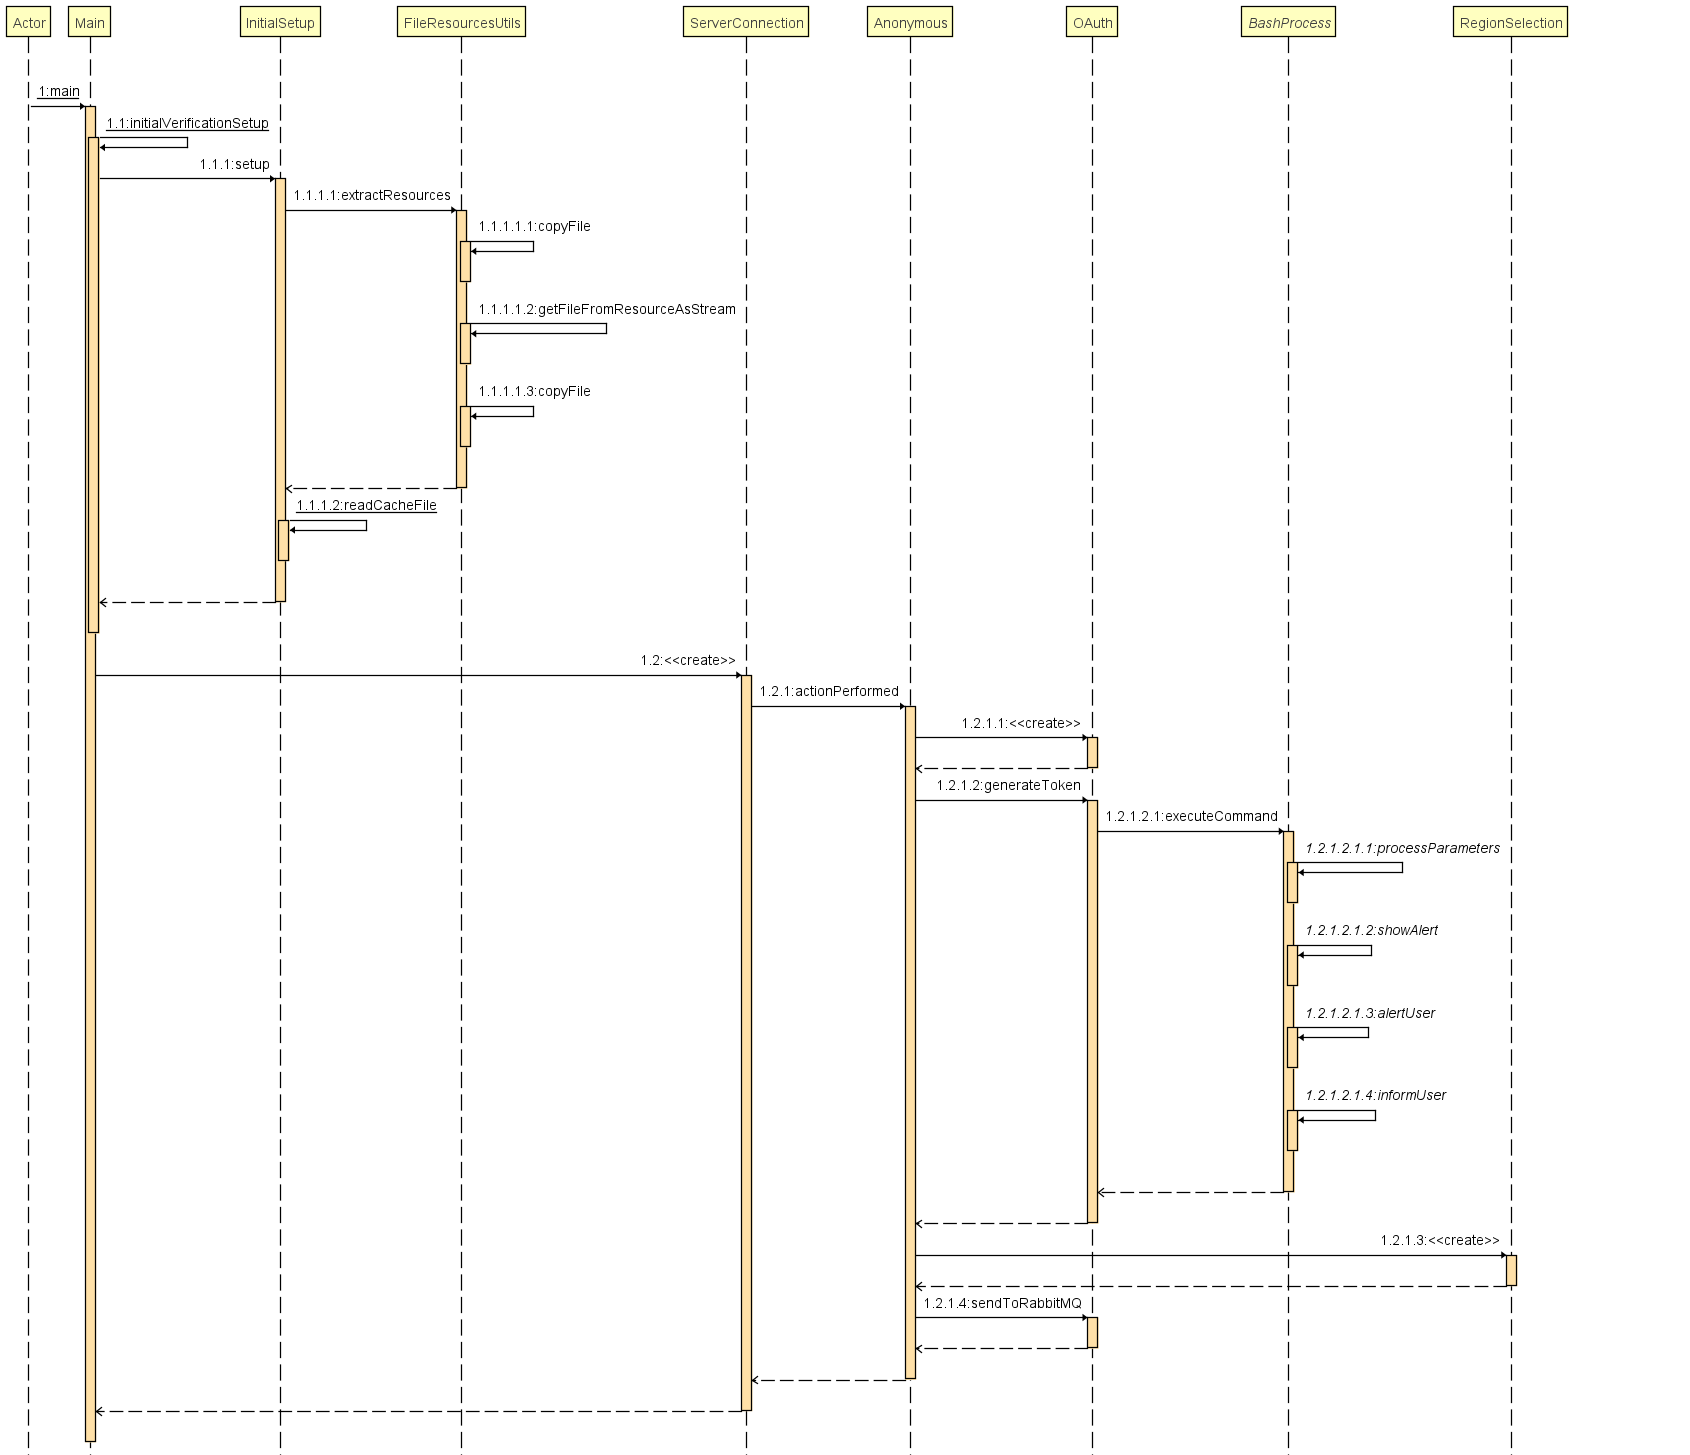 Actor
Main
InitialSetup
FileResourcesUtils
ServerConnection
Anonymous
OAuth
BashProcess
RegionSelection
1:main
1.1:initialVerificationSetup
1.1.1:setup
1.1.1.1:extractResources
1.1.1.1.1:copyFile
1.1.1.1.2:getFileFromResourceAsStream
1.1.1.1.3:copyFile
1.1.1.2:readCacheFile
1.2:<<create>>
1.2.1:actionPerformed
1.2.1.1:<<create>>
1.2.1.2:generateToken
1.2.1.2.1:executeCommand
1.2.1.2.1.1:processParameters
1.2.1.2.1.2:showAlert
1.2.1.2.1.3:alertUser
1.2.1.2.1.4:informUser
1.2.1.3:<<create>>
1.2.1.4:sendToRabbitMQ